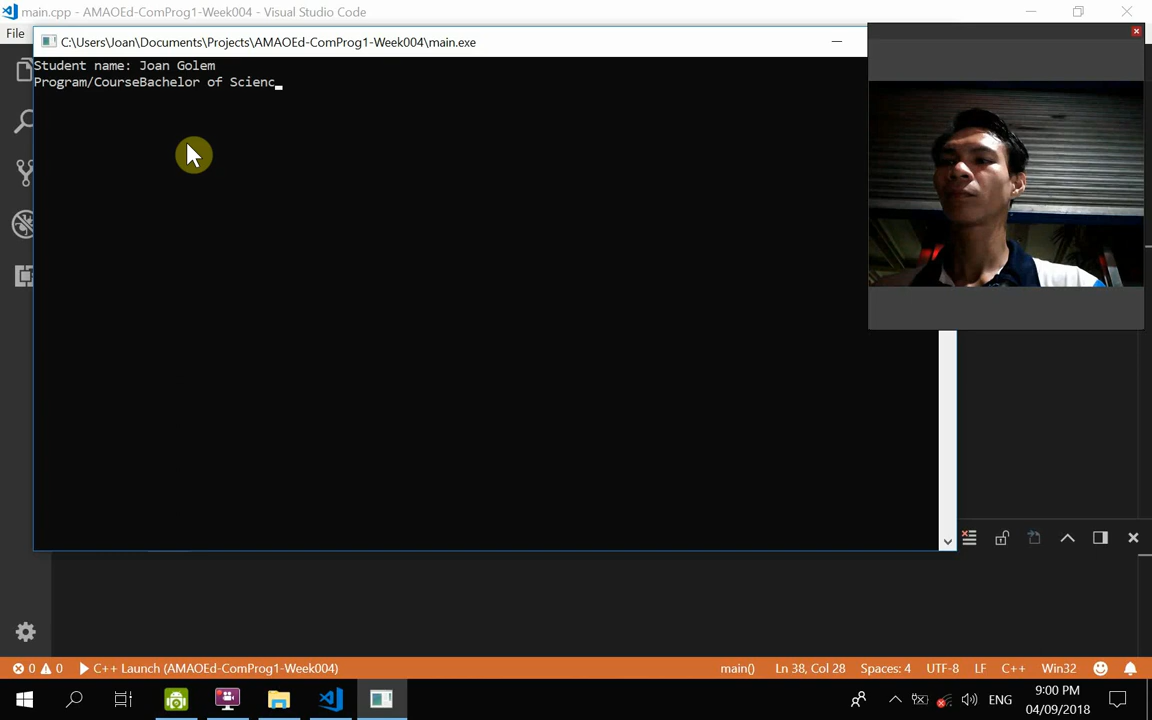 main.cpp - AMAOEd-ComProg1-Week004 - Visual Studio Code
File
C:\Users\Joan\Documents\Projects\AMAOEd-ComProg1-Week004\main.exe
Student name: Joan Golem
Program/CourseBachelor of Scienc
0 0 C++ Launch (AMAOEd-ComProg1-Week004) main() Ln 38, Col 28 Spaces: 4 UTF-8 LF C++ Win32
ENG 9:00 PM
04/09/2018